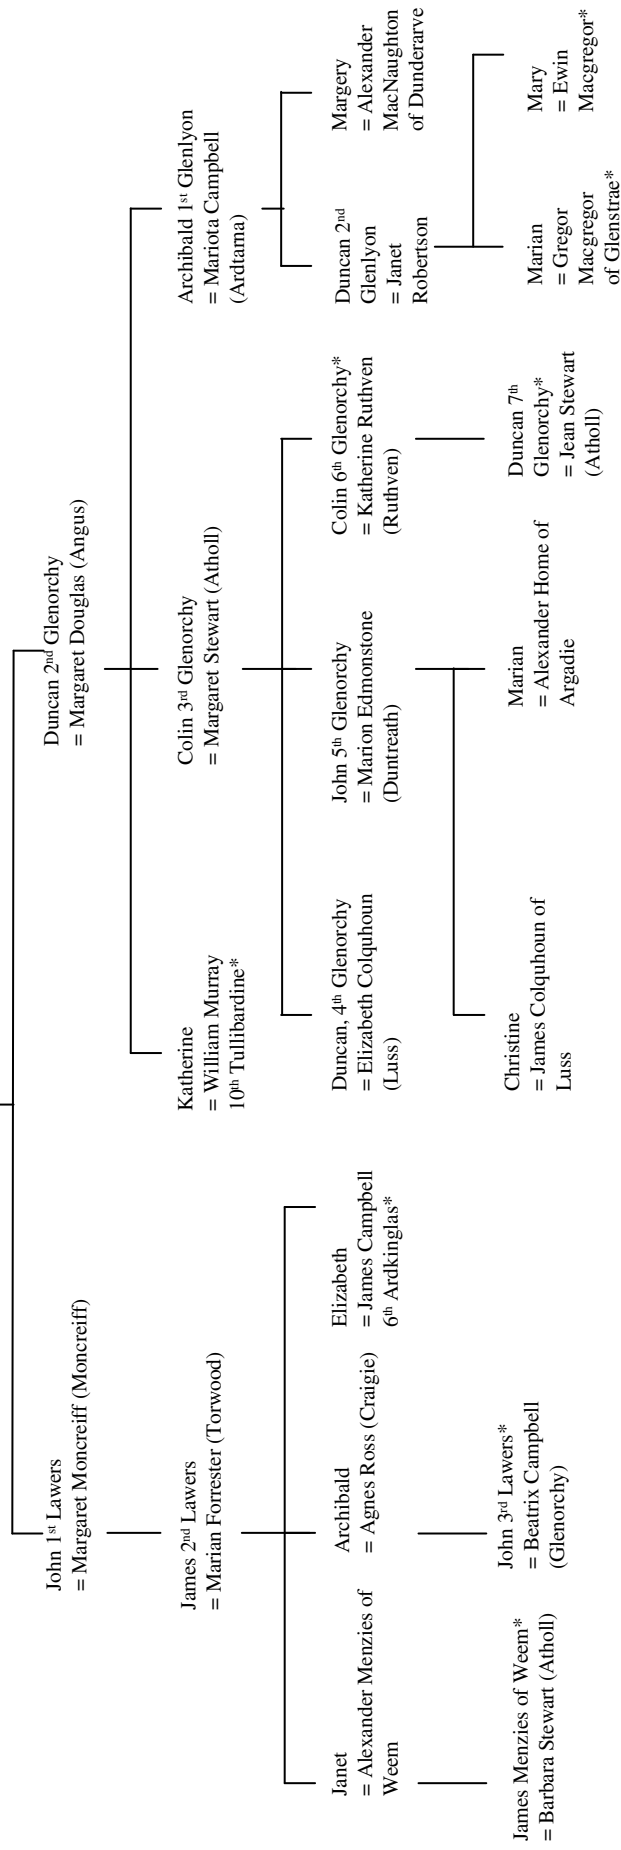 John 1st Lawers
= Margaret Moncreiff (Moncreiff)
Duncan 2nd Glenorchy
= Margaret Douglas (Angus)
James 2nd Lawers
= Marian Forrester (Torwood)
Katherine
= William Murray
10th Tullibardine*
Colin 3rd Glenorchy
= Margaret Stewart (Atholl)
Archibald 1st Glenlyon
= Mariota Campbell
(Ardtarna)
Janet
= Alexander Menzies of
Weem
Archibald
= Agnes Ross (Craigie)
Elizabeth
= James Campbell
6th Ardkinglas*
Duncan, 4th Glenorchy
= Elizabeth Colquhoun
(Luss)
John 5th Glenorchy
= Marion Edmonstone
(Duntreath)
Colin 6th Glenorchy*
= Katherine Ruthven
(Ruthven)
Duncan 2nd
Glenlyon
= Janet
Robertson
Margery
= Alexander
MacNaughton
of Dunderarve
James Menzies of Weem*
= Barbara Stewart (Atholl)
John 3rd Lawers*
= Beatrix Campbell
(Glenorchy)
Christine
= James Colquhoun of
Luss
Marian
= Alexander Home of
Argadie
Duncan 7th
Glenorchy*
= Jean Stewart
(Atholl)
Marian
= Gregor
Macgregor
of Glenstrae*
Mary
= Ewin
Macgregor*